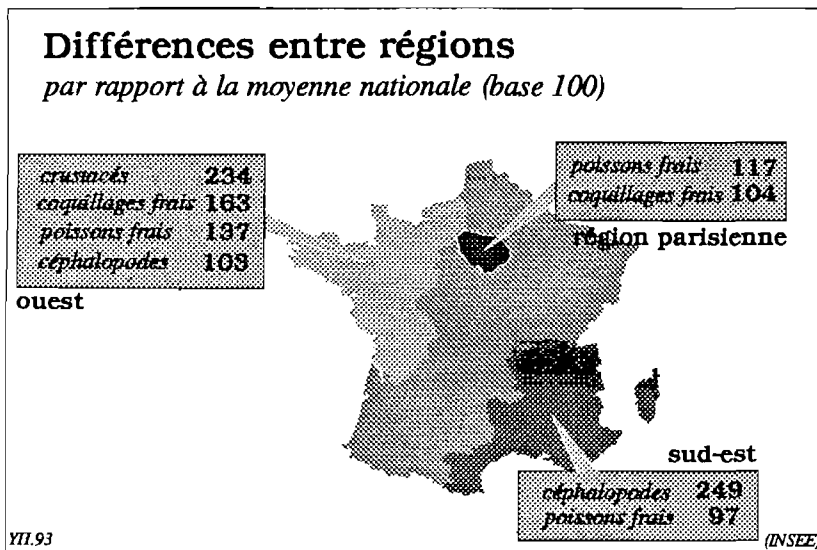 Différences entre régions
par rapport à la moyenne nationale (base 100)
crustacés 234
coquillages frais 163
poissons frais 137
céphalopodes 103
ouest
poissons frais 117
coquillages frais 104
région parisienne
sud-est
céphalopodes 249
poissons frais 97
YH.93
(INSEE)